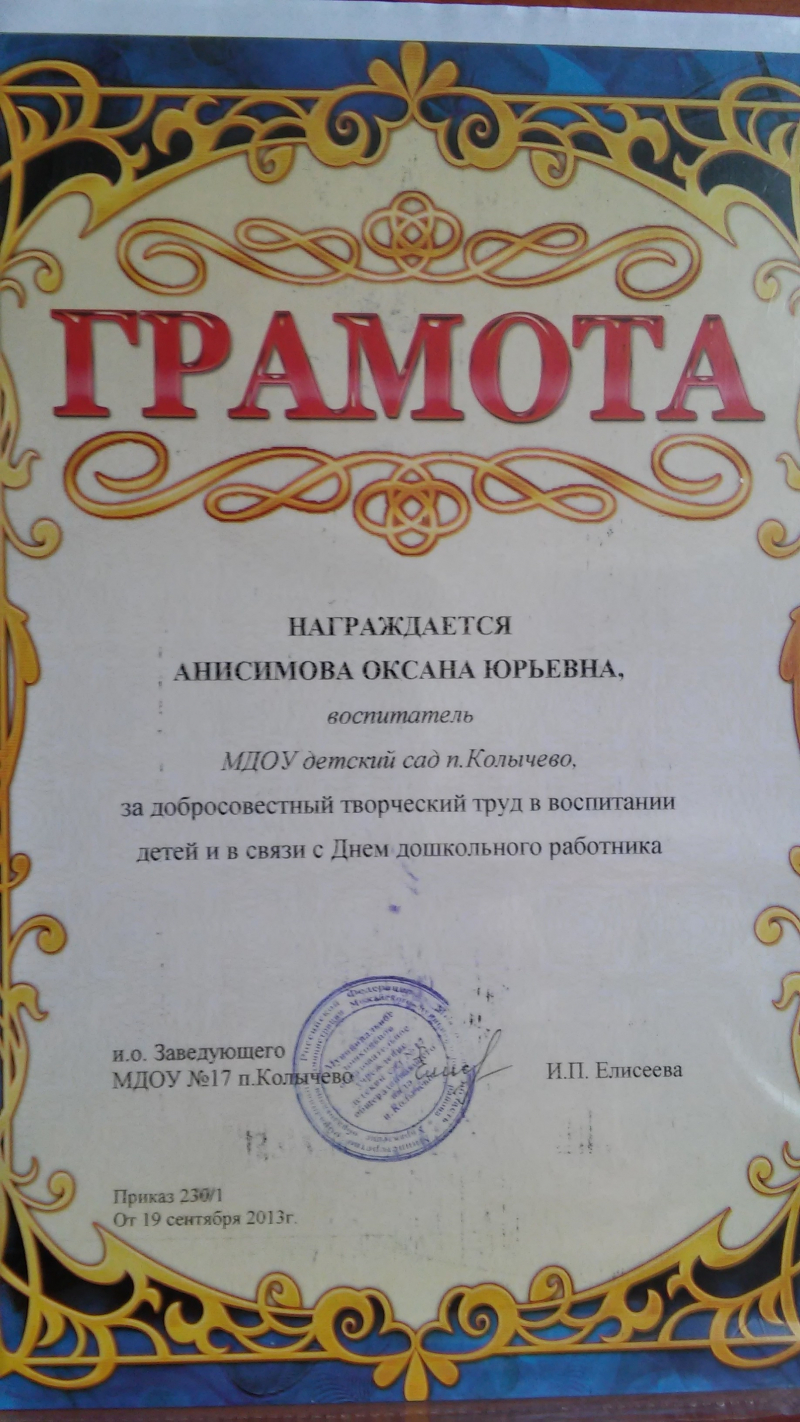 ГРАМОТА
НАГРАЖДАЕТСЯ
АНИСИМОВА ОКСАНА ЮРЬЕВНА,
воспитатель
МДОУ детский сад п.Колычево,
за добросовестный творческий труд в воспитании
детей и в связи с Днем дошкольного работника
и.о. Заведующего
МДОУ №17 п.Колычево
И.П. Елисеева
Приказ 230/1
От 19 сентября 2013г.